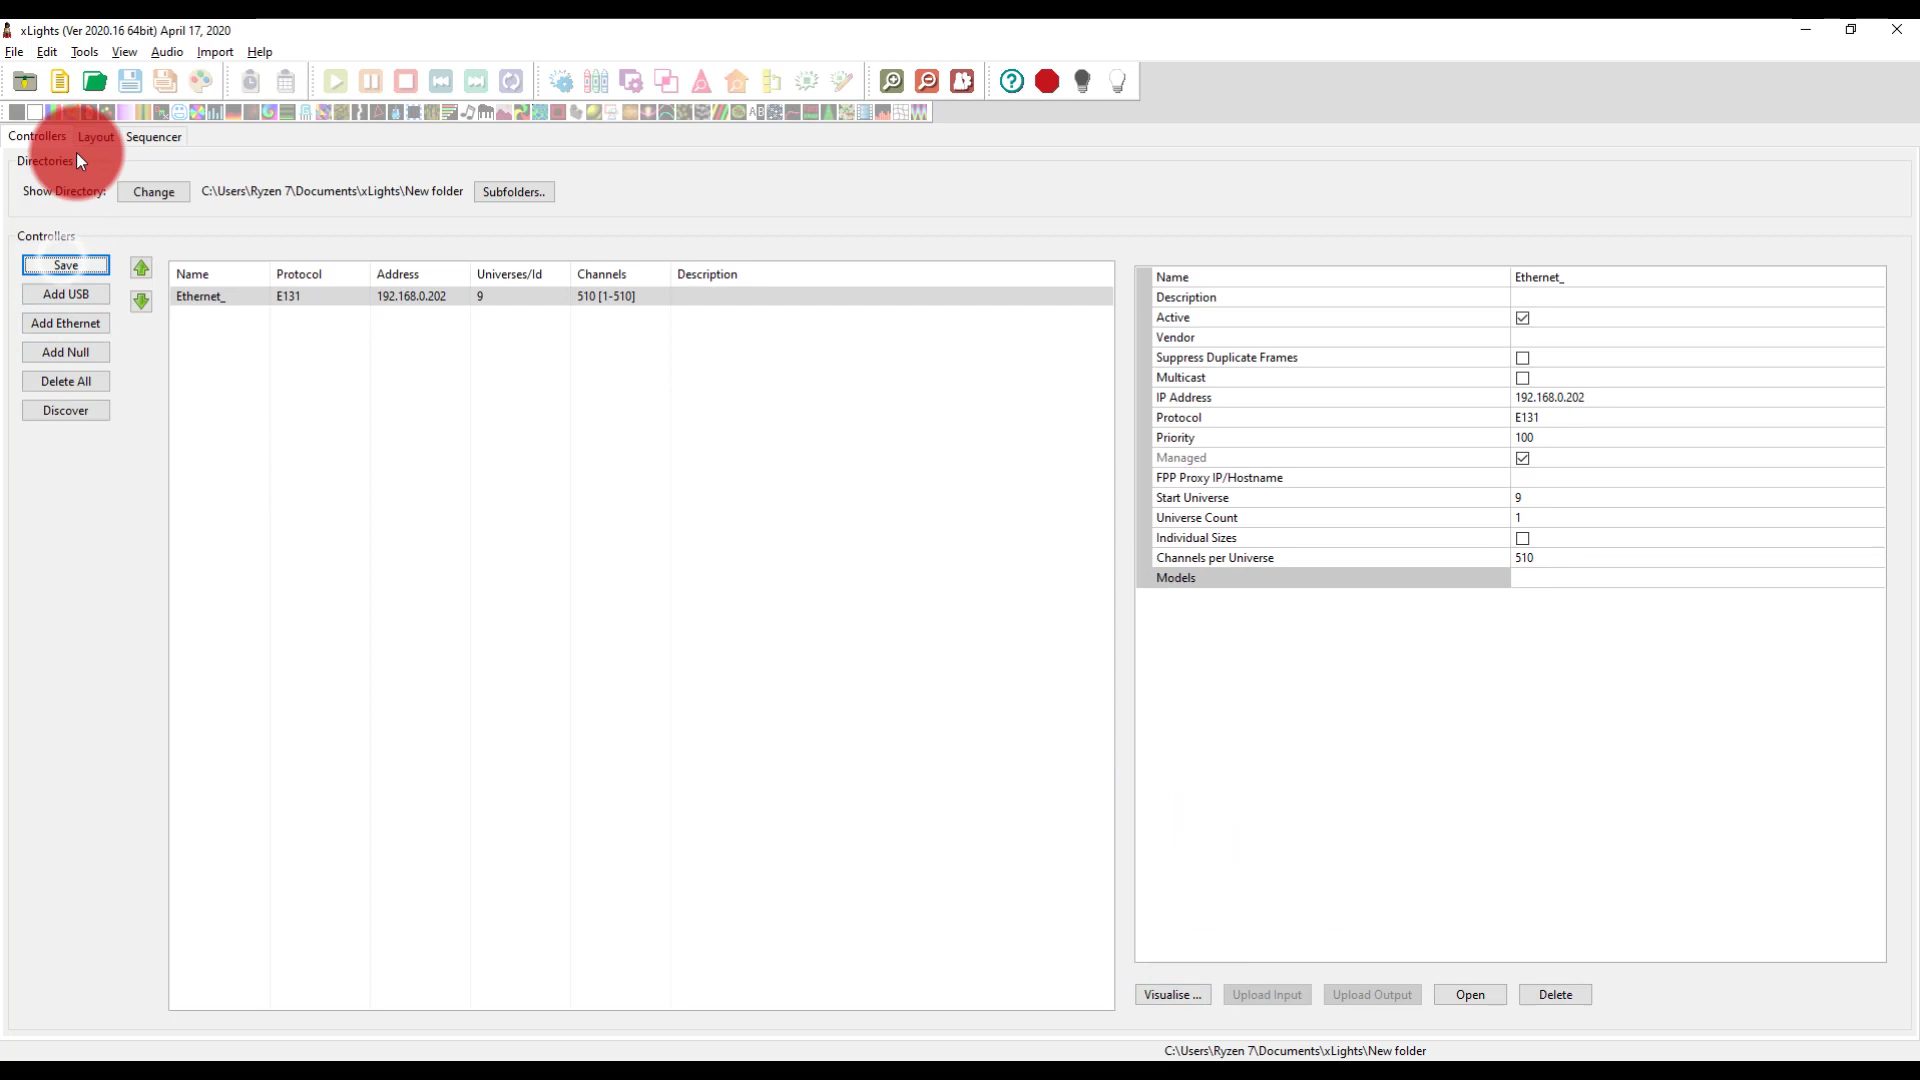 xLights (Ver 2020.16 64bit) April 17, 2020
File Edit Tools View Audio Import Help
Controllers Layout Sequencer
Directories
Show Directory: Change C:\Users\Ryzen 7\Documents\xLights\New folder Subfolders..
Controllers
Save
Add USB
Add Ethernet
Add Null
Delete All
Discover
Name Protocol Address Universes/Id Channels Description
Ethernet_ E131 192.168.0.202 9 510 [1-510]
Name Ethernet_
Description
Active
Vendor
Suppress Duplicate Frames
Multicast
IP Address 192.168.0.202
Protocol E131
Priority 100
Managed
FPP Proxy IP/Hostname
Start Universe 9
Universe Count 1
Individual Sizes
Channels per Universe 510
Models
Visualise ... Upload Input Upload Output Open Delete
C:\Users\Ryzen 7\Documents\xLights\New folder